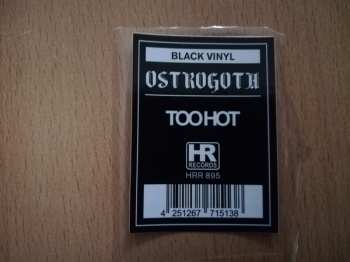 BLACK VINYL
OSTROGOTH
TOO HOT
HR
RECORDS
HRR 895
4 251267 715138